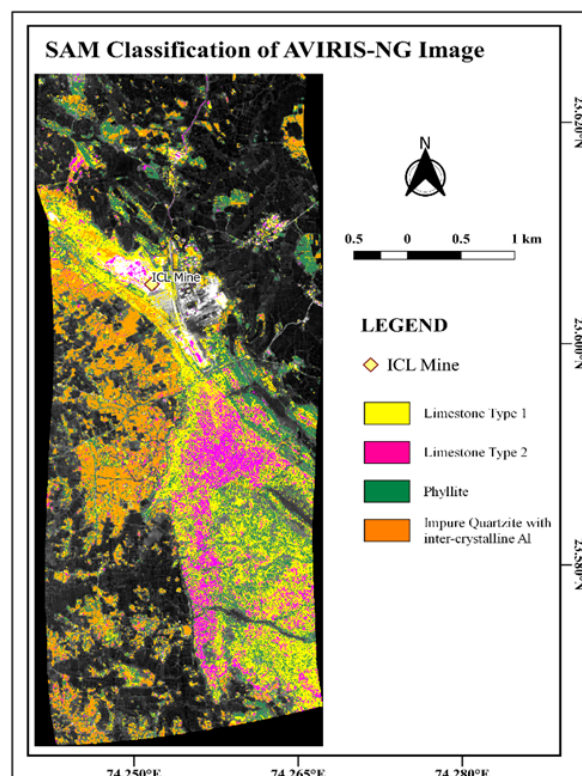 SAM Classification of AVIRIS-NG Image
23.620°N
N
0.5 0 0.5 1 km
ICL Mine
23.600°N
LEGEND
ICL Mine
Limestone Type 1
Limestone Type 2
Phyllite
Impure Quartzite with
inter-crystalline Al
23.580°N
74.250°E 74.265°E 74.280°E